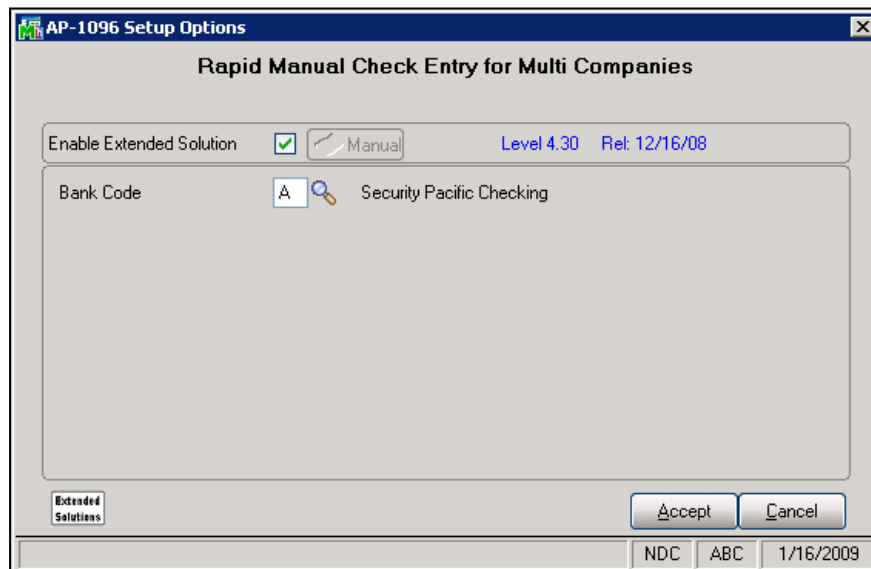 AP-1096 Setup Options
Rapid Manual Check Entry for Multi Companies
Enable Extended Solution Manual Level 4.30 Rel: 12/16/08
Bank Code A Security Pacific Checking
Extended
Solutions
Accept Cancel
NDC ABC 1/16/2009